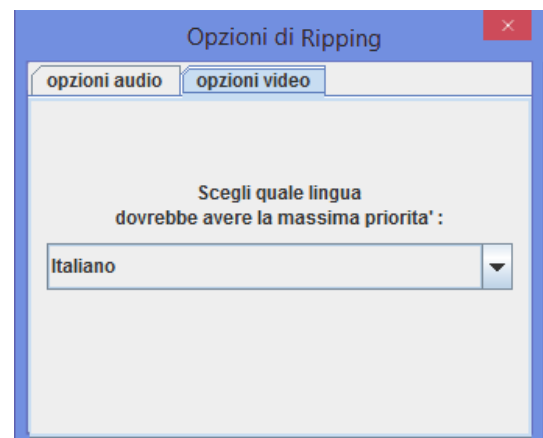 Opzioni di Ripping
opzioni audio opzioni video
Scegli quale lingua
dovrebbe avere la massima priorita' :
Italiano